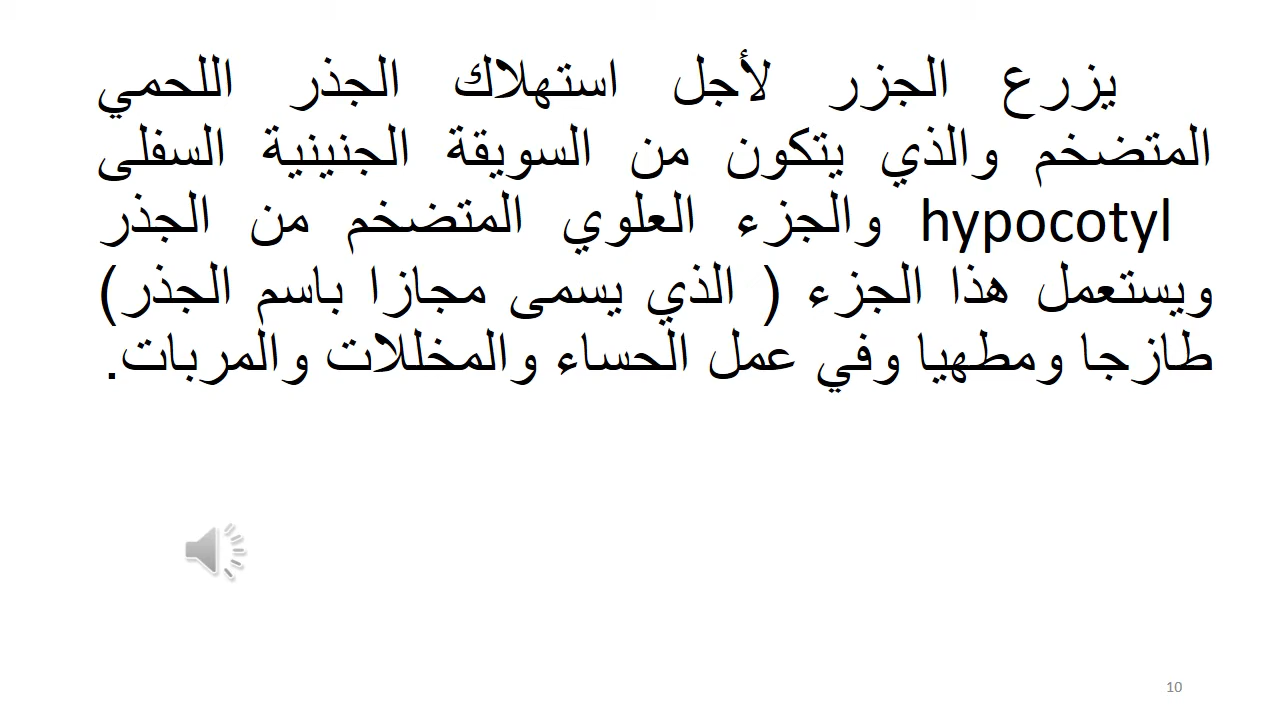 يزرع الجزر لأجل استهلاك الجذر اللحمي
المتضخم والذي يتكون من السويقة الجنينية السفلى
hypocotyl والجزء العلوي المتضخم من الجذر
ويستعمل هذا الجزء ( الذي يسمى مجازا باسم الجذر)
طازجا ومطهيا وفي عمل الحساء والمخللات والمربات.
10